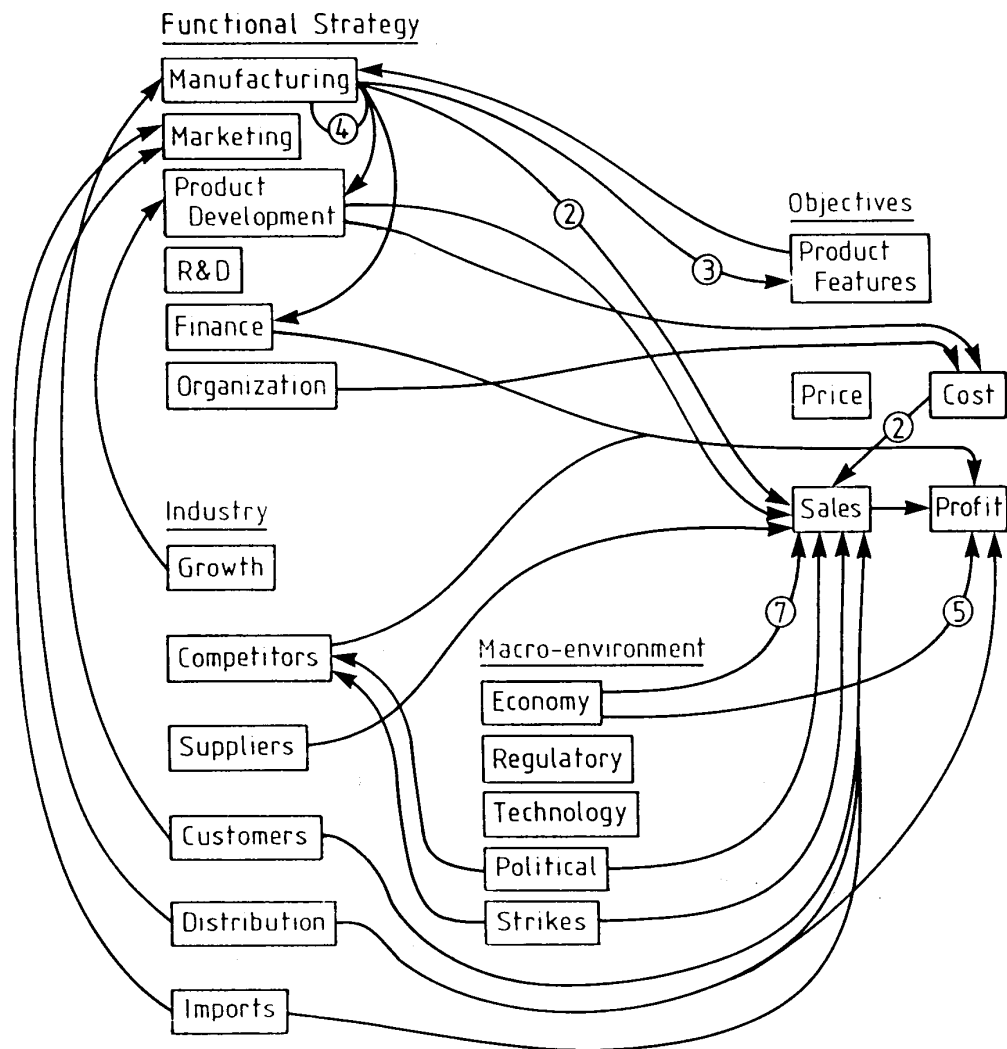 Functional Strategy
Manufacturing
4
Marketing
Product
Development
2
Objectives
Product
Features
3
R&D
Finance
Organization
Price
Cost
2
Industry
Sales
Profit
Growth
7
5
Competitors
Macro-environment
Economy
Suppliers
Regulatory
Technology
Customers
Political
Distribution
Strikes
Imports